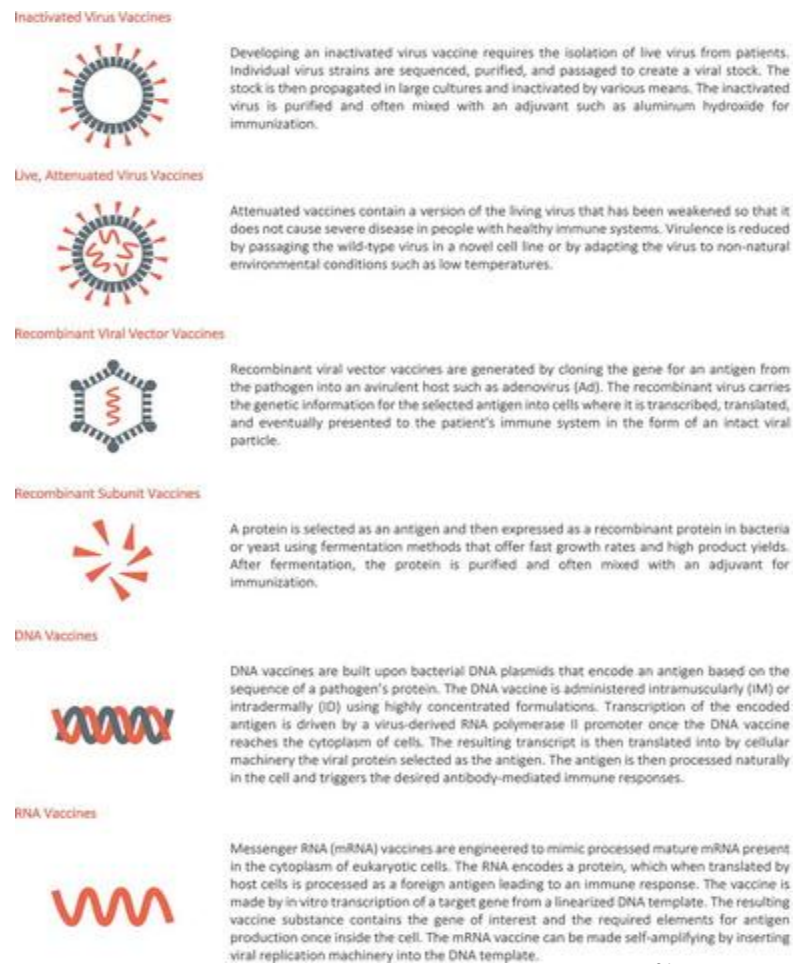 Inactivated Virus Vaccines
Developing an inactivated virus vaccine requires the isolation of live virus from patients.
Individual virus strains are sequenced, purified, and passaged to create a viral stock. The
stock is then propagated in large cultures and inactivated by various means. The inactivated
virus is purified and often mixed with an adjuvant such as aluminum hydroxide for
immunization.
Live, Attenuated Virus Vaccines
Attenuated vaccines contain a version of the living virus that has been weakened so that it
does not cause severe disease in people with healthy immune systems. Virulence is reduced
by passaging the wild-type virus in a novel cell line or by adapting the virus to non-natural
environmental conditions such as low temperatures.
Recombinant Viral Vector Vaccines
Recombinant viral vector vaccines are generated by cloning the gene for an antigen from
the pathogen into an avirulent host such as adenovirus (Ad). The recombinant virus carries
the genetic information for the selected antigen into cells where it is transcribed, translated,
and eventually presented to the patient's immune system in the form of an intact viral
particle.
Recombinant Subunit Vaccines
A protein is selected as an antigen and then expressed as a recombinant protein in bacteria
or yeast using fermentation methods that offer fast growth rates and high product yields.
After fermentation, the protein is purified and often mixed with an adjuvant for
immunization.
DNA Vaccines
DNA vaccines are built upon bacterial DNA plasmids that encode an antigen based on the
sequence of a pathogen's protein. The DNA vaccine is administered intramuscularly (IM) or
intradermally (ID) using highly concentrated formulations. Transcription of the encoded
antigen is driven by a virus-derived RNA polymerase II promoter once the DNA vaccine
reaches the cytoplasm of cells. The resulting transcript is then translated into by cellular
machinery the viral protein selected as the antigen. The antigen is then processed naturally
in the cell and triggers the desired antibody-mediated immune responses.
RNA Vaccines
Messenger RNA (mRNA) vaccines are engineered to mimic processed mature mRNA present
in the cytoplasm of eukaryotic cells. The RNA encodes a protein, which when translated by
host cells is processed as a foreign antigen leading to an immune response. The vaccine is
made by in vitro transcription of a target gene from a linearized DNA template. The resulting
vaccine substance contains the gene of interest and the required elements for antigen
production once inside the cell. The mRNA vaccine can be made self-amplifying by inserting
viral replication machinery into the DNA template.